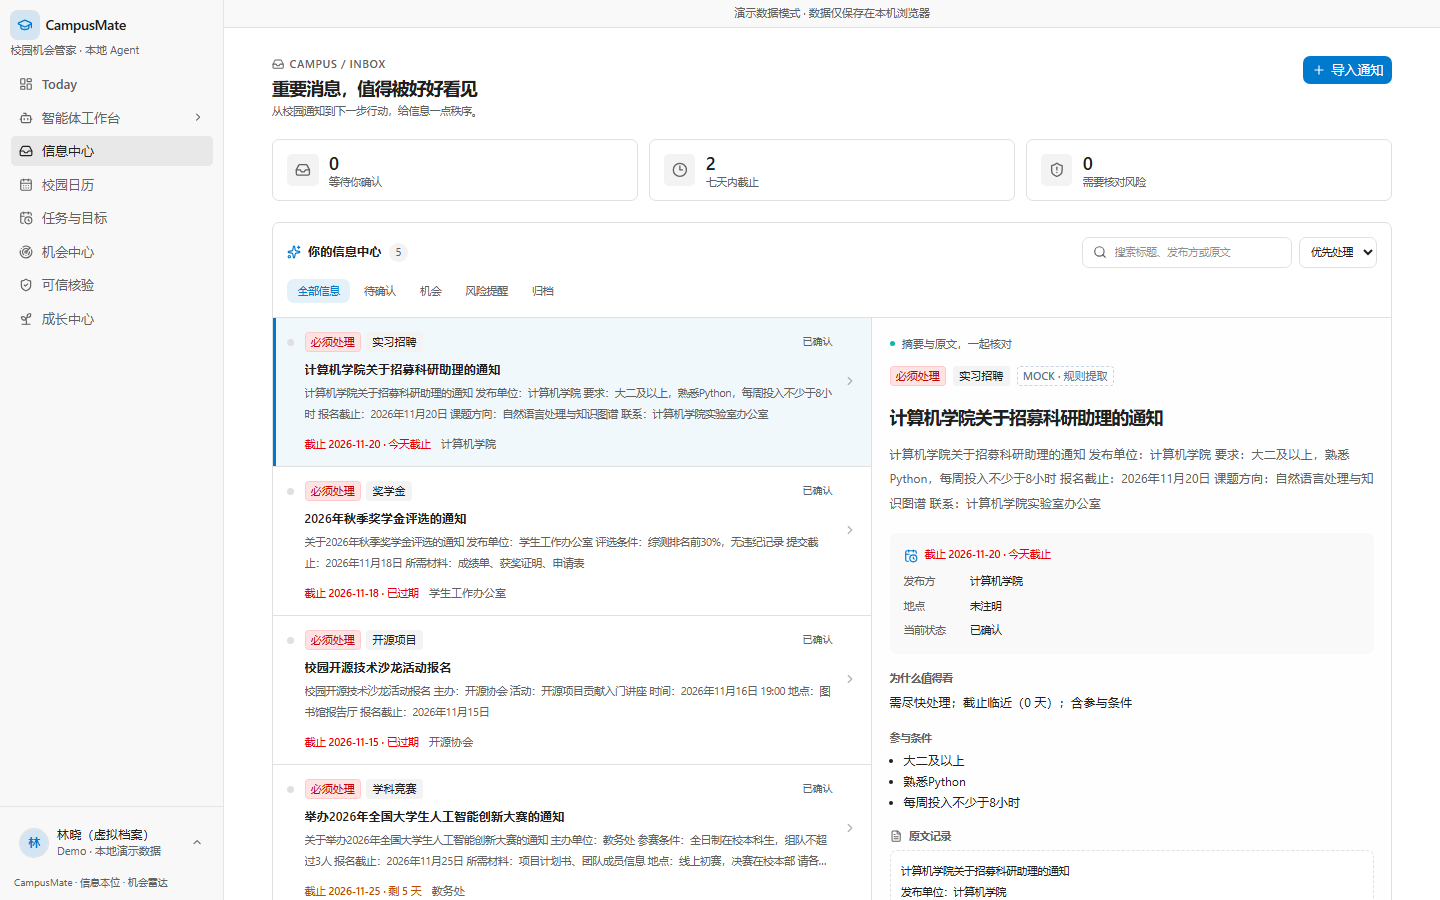 CampusMate
校园机会管家 · 本地 Agent
Today
智能体工作台
信息中心
校园日历
任务与目标
机会中心
可信核验
成长中心
林
林晓（虚拟档案）
Demo · 本地演示数据
CampusMate · 信息本位 · 机会雷达
演示数据模式 · 数据仅保存在本机浏览器
CAMPUS / INBOX
重要消息，值得被好好看见
从校园通知到下一步行动，给信息一点秩序。
导入通知
0
等待你确认
2
七天内截止
0
需要核对风险
你的信息中心 5
搜索标题、发布方或原文
优先处理
全部信息 待确认 机会 风险提醒 归档
必须处理 实习招聘 已确认
计算机学院关于招募科研助理的通知
计算机学院关于招募科研助理的通知 发布单位：计算机学院 要求：大二及以上，熟悉Python，每周投入不少于8小
时 报名截止：2026年11月20日 课题方向：自然语言处理与知识图谱 联系：计算机学院实验室办公室
截止 2026-11-20 · 今天截止 计算机学院
必须处理 奖学金 已确认
2026年秋季奖学金评选的通知
关于2026年秋季奖学金评选的通知 发布单位：学生工作办公室 评选条件：综测排名前30%，无违纪记录 提交截
止：2026年11月18日 所需材料：成绩单、获奖证明、申请表
截止 2026-11-18 · 已过期 学生工作办公室
必须处理 开源项目 已确认
校园开源技术沙龙活动报名
校园开源技术沙龙活动报名 主办：开源协会 活动：开源项目贡献入门讲座 时间：2026年11月16日 19:00 地点：图
书馆报告厅 报名截止：2026年11月15日
截止 2026-11-15 · 已过期 开源协会
必须处理 学科竞赛 已确认
举办2026年全国大学生人工智能创新大赛的通知
关于举办2026年全国大学生人工智能创新大赛的通知 主办单位：教务处 参赛条件：全日制在校本科生，组队不超
过3人 报名截止：2026年11月25日 所需材料：项目计划书、团队成员信息 地点：线上初赛，决赛在校本部 请各...
截止 2026-11-25 · 剩 5 天 教务处
摘要与原文，一起核对
必须处理 实习招聘 MOCK · 规则提取
计算机学院关于招募科研助理的通知
计算机学院关于招募科研助理的通知 发布单位：计算机学院 要求：大二及以上，熟悉
Python，每周投入不少于8小时 报名截止：2026年11月20日 课题方向：自然语言处理与知
识图谱 联系：计算机学院实验室办公室
截止 2026-11-20 · 今天截止
发布方 计算机学院
地点 未注明
当前状态 已确认
为什么值得看
需尽快处理；截止临近（0 天）；含参与条件
参与条件
大二及以上
熟悉Python
每周投入不少于8小时
原文记录
计算机学院关于招募科研助理的通知
发布单位：计算机学院